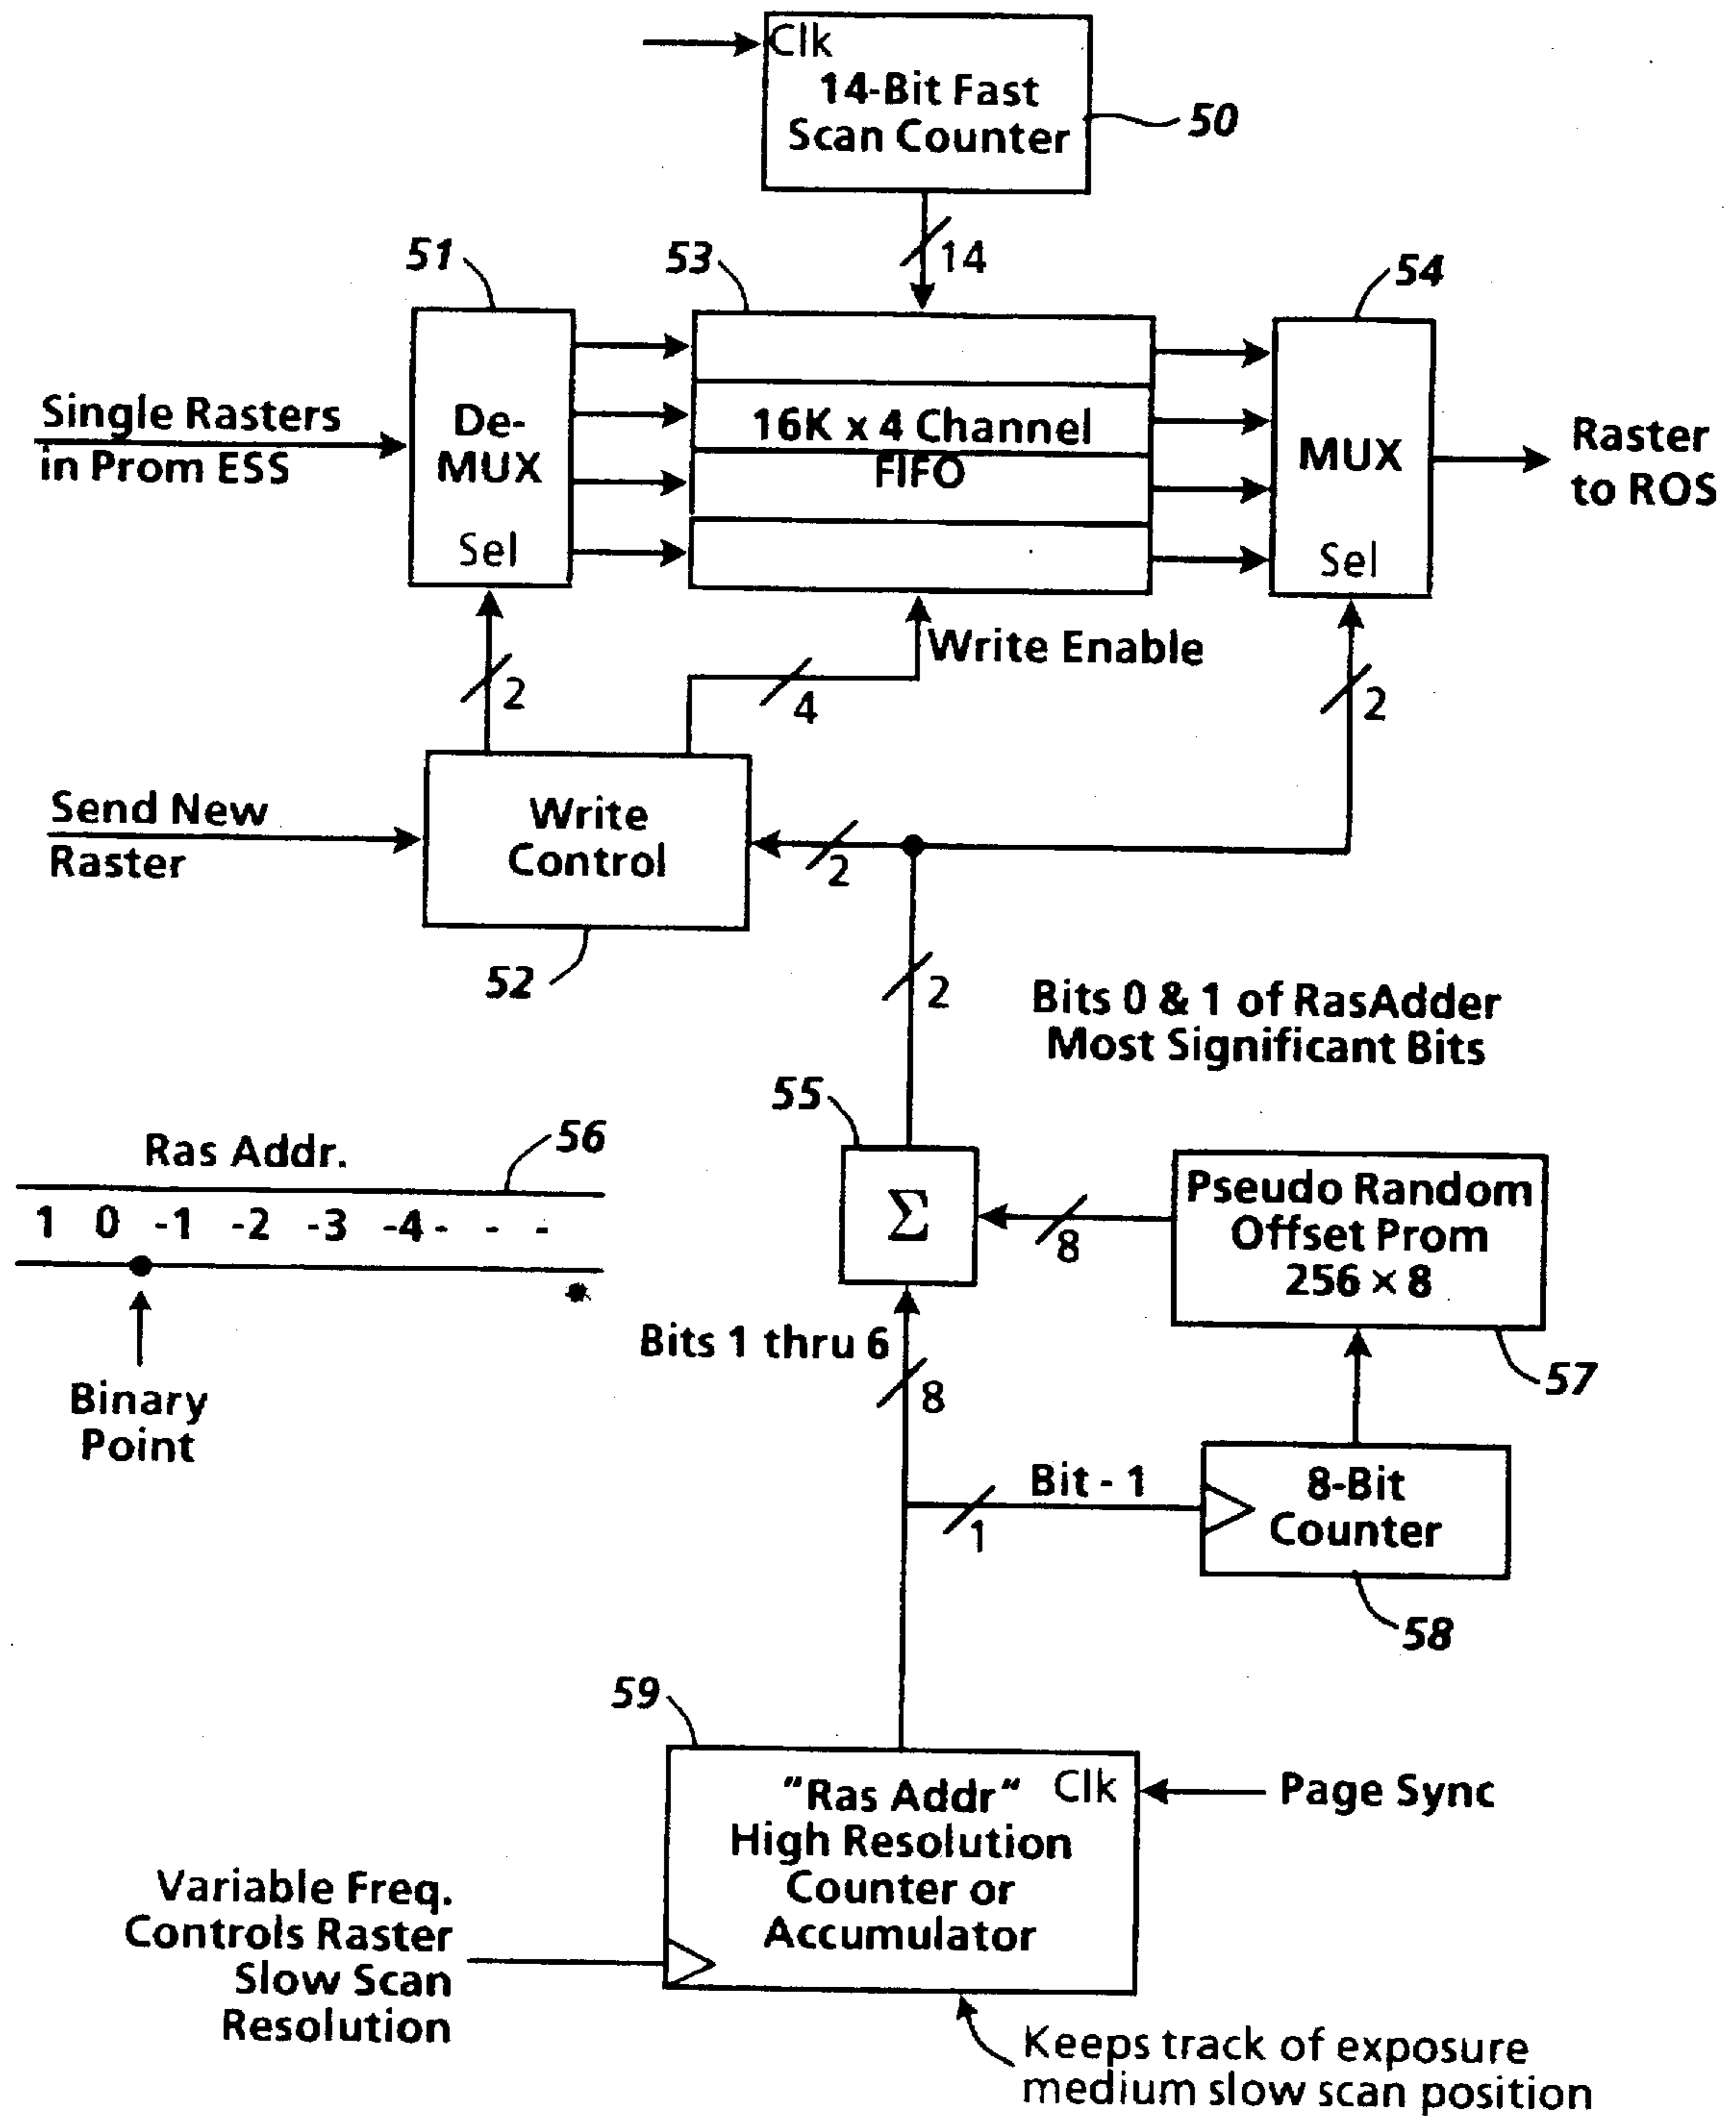 Clk
14-Bit Fast
Scan Counter
50
14
51
53
54
Single Rasters
in Prom ESS
De-
MUX
Sel
16K x 4 Channel
FIFO
MUX
Sel
Raster
to ROS
2
4
Write Enable
2
Send New
Raster
Write
Control
2
52
2
Bits 0 & 1 of RasAdder
Most Significant Bits
55
Σ
Ras Addr.
56
1 0 -1 -2 -3 -4 - - -
*
Binary
Point
8
Pseudo Random
Offset Prom
256 × 8
57
Bits 1 thru 6
8
Bit - 1
1
8-Bit
Counter
58
59
"Ras Addr"
Clk
High Resolution
Counter or
Accumulator
Page Sync
Variable Freq.
Controls Raster
Slow Scan
Resolution
Keeps track of exposure
medium slow scan position